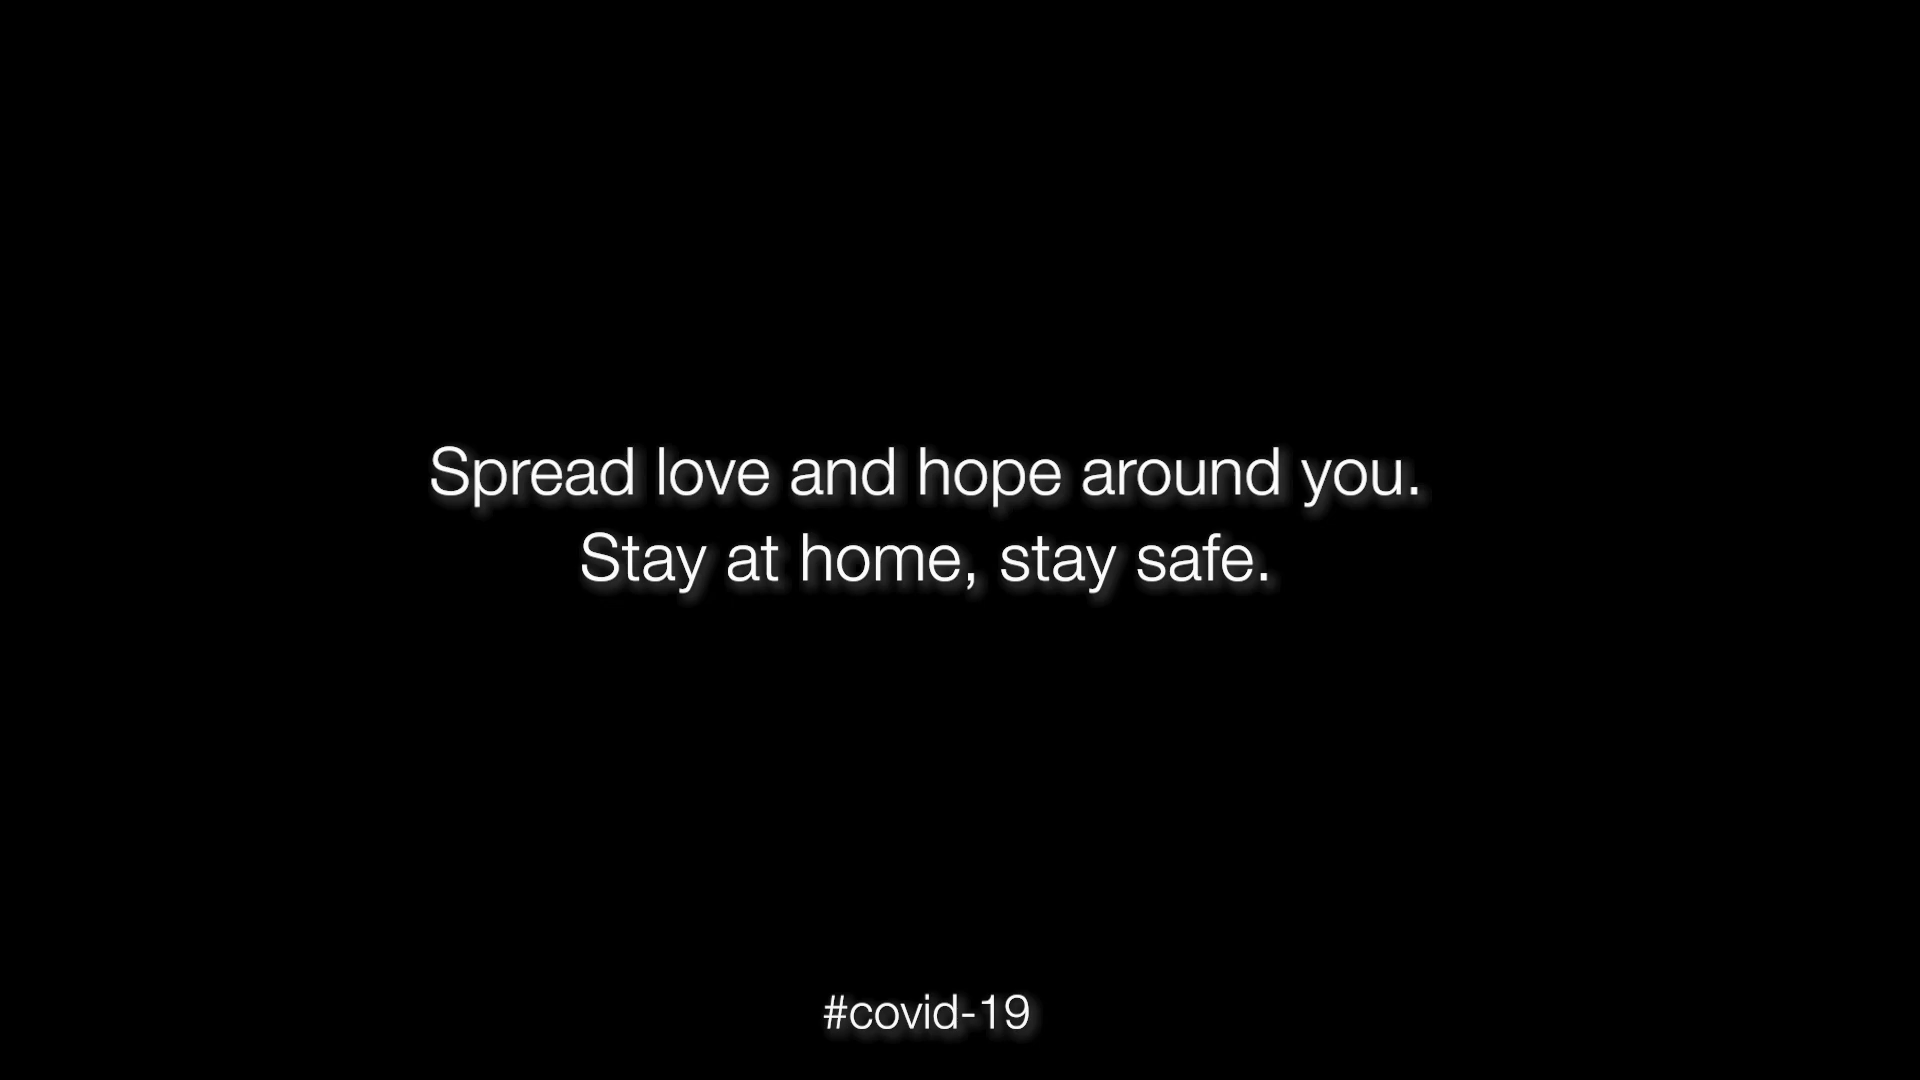 Spread love and hope around you.
Stay at home, stay safe.
#covid-19